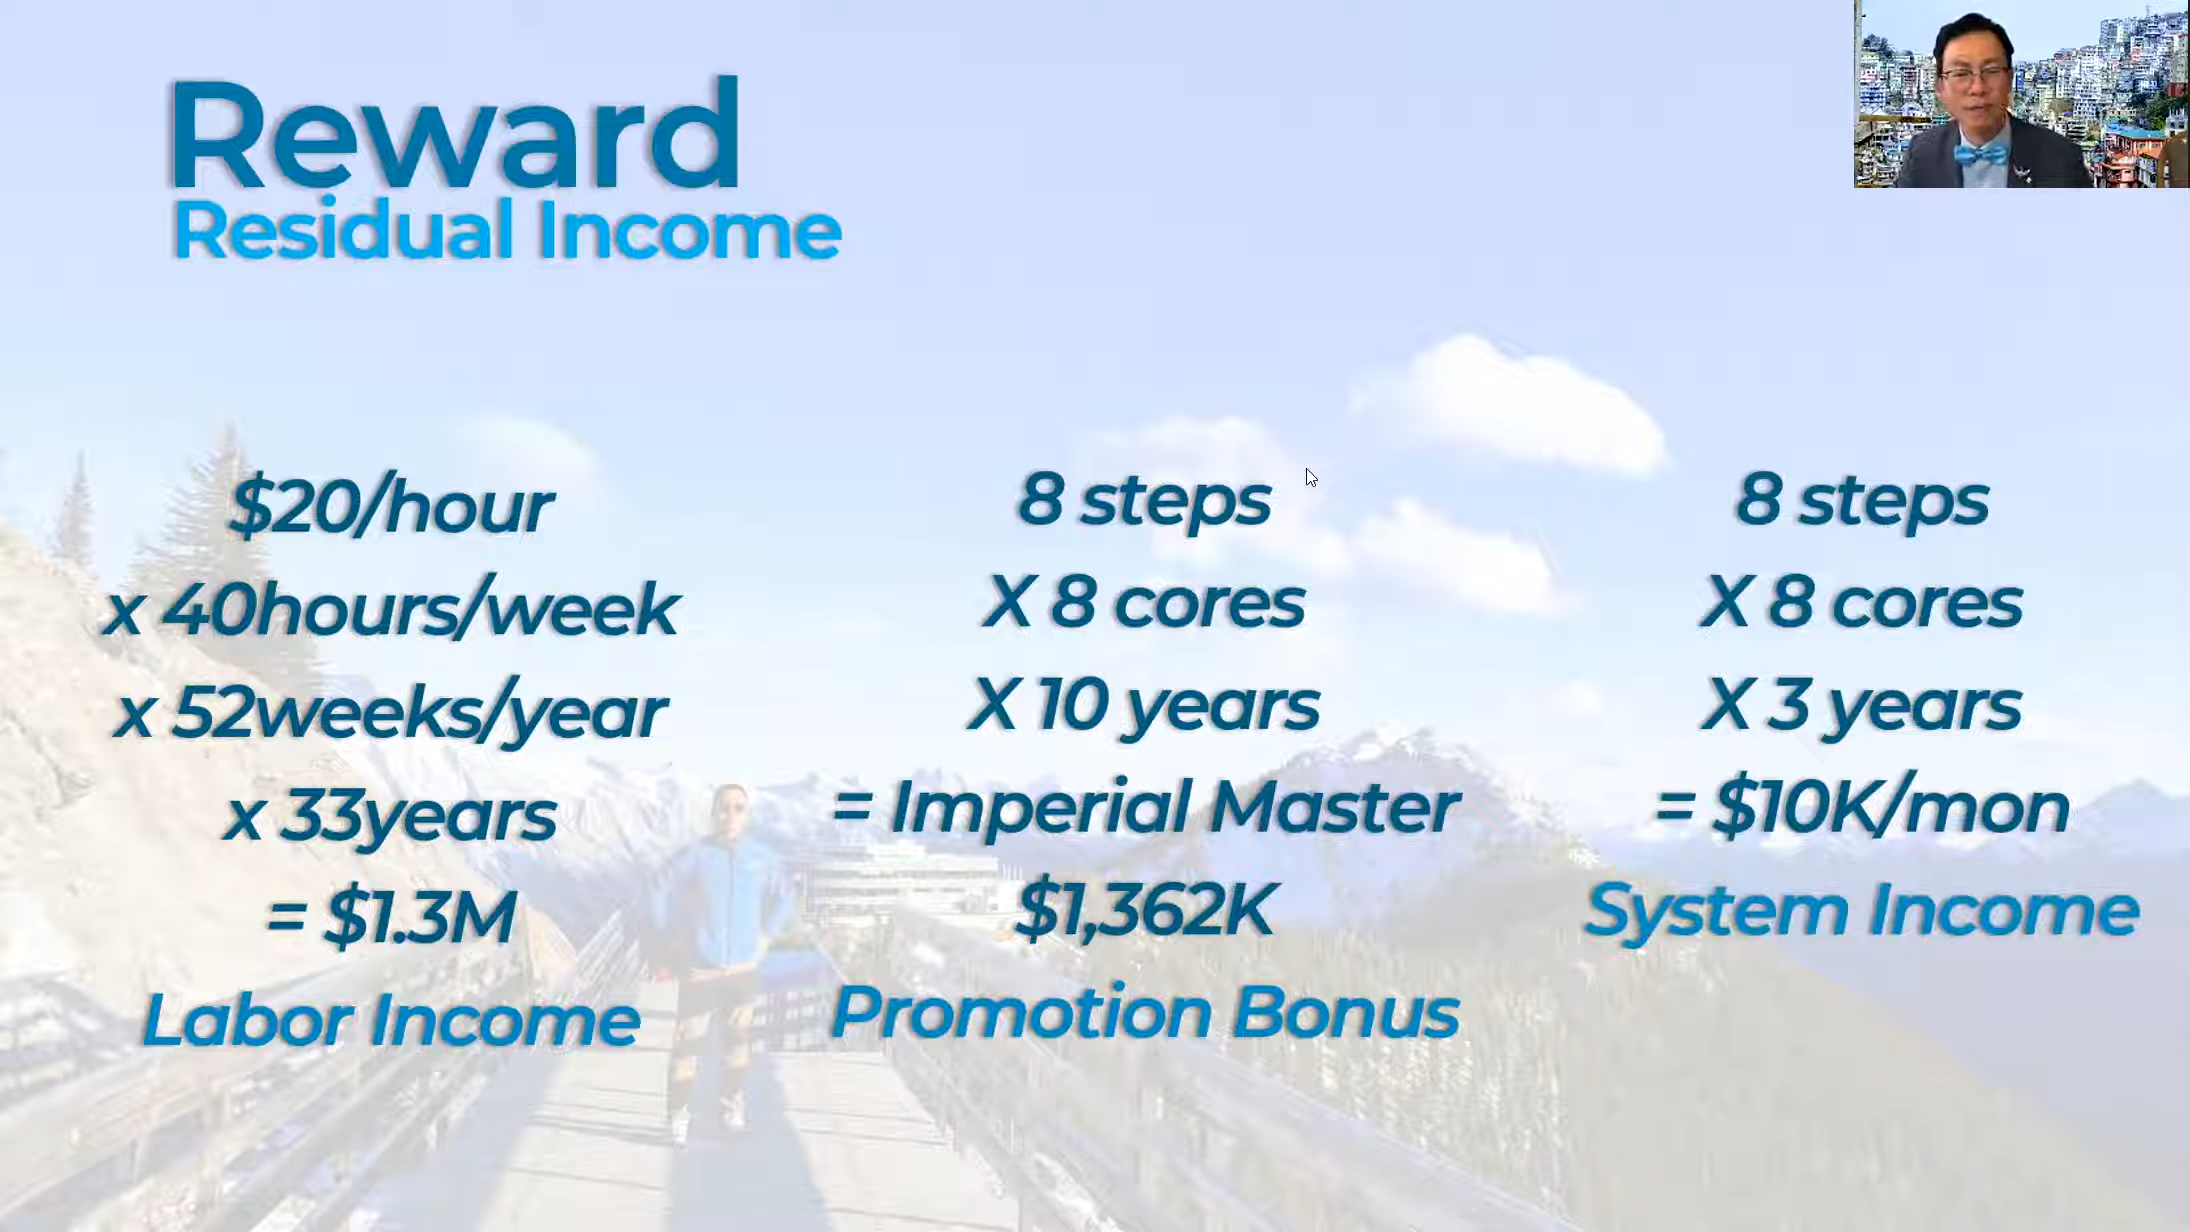 Reward
Residual Income
$20/hour
x 40hours/week
x 52weeks/year
x 33years
= $1.3M
Labor Income
8 steps
X 8 cores
X 10 years
= Imperial Master
$1,362K
Promotion Bonus
8 steps
X 8 cores
X 3 years
= $10K/mon
System Income